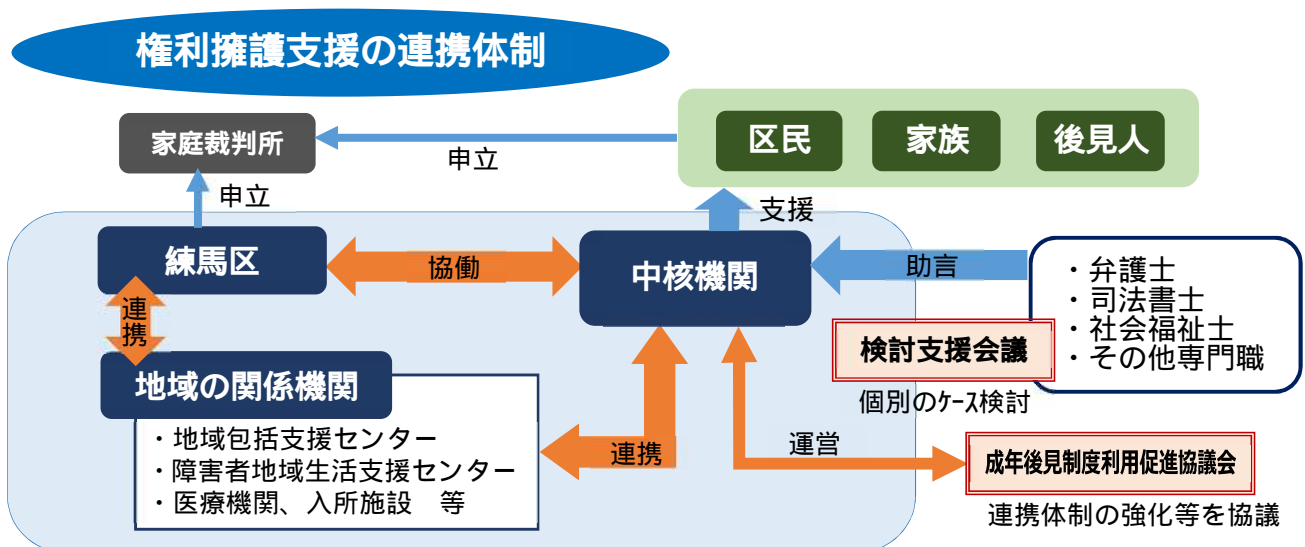 権利擁護支援の連携体制
家庭裁判所
申立
区民
家族
後見人
申立
支援
練馬区
協働
中核機関
助言
・弁護士
・司法書士
・社会福祉士
・その他専門職
連携
検討支援会議
個別のｹｰｽ検討
地域の関係機関
・地域包括支援センター
・障害者地域生活支援センター
・医療機関、入所施設　等
連携
運営
成年後見制度利用促進協議会
連携体制の強化等を協議